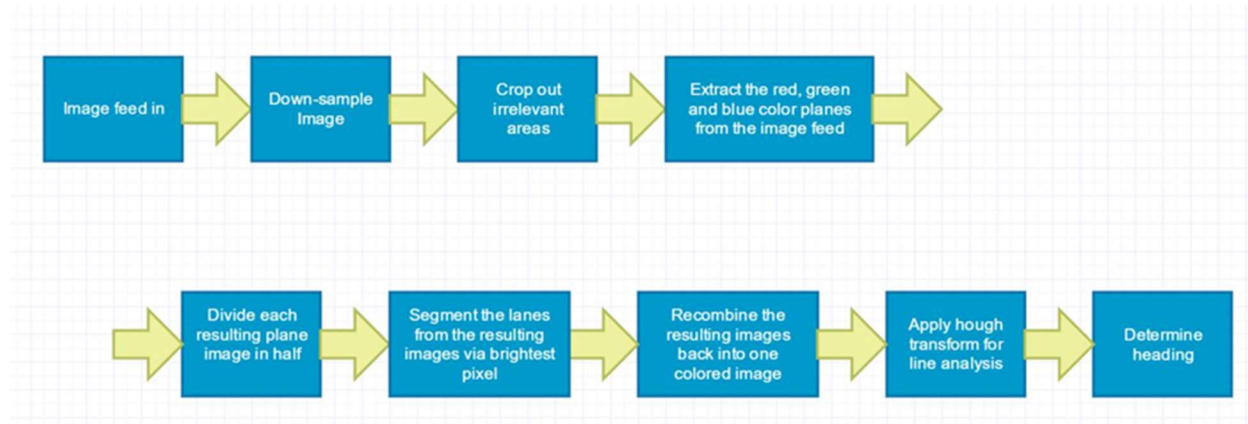 Image feed in
Down-sample
Image
Crop out
irrelevant
areas
Extract the red, green
and blue color planes
from the image feed
Divide each
resulting plane
image in half
Segment the lanes
from the resulting
images via brightest
pixel
Recombine the
resulting images
back into one
colored image
Apply hough
transform for
line analysis
Determine
heading